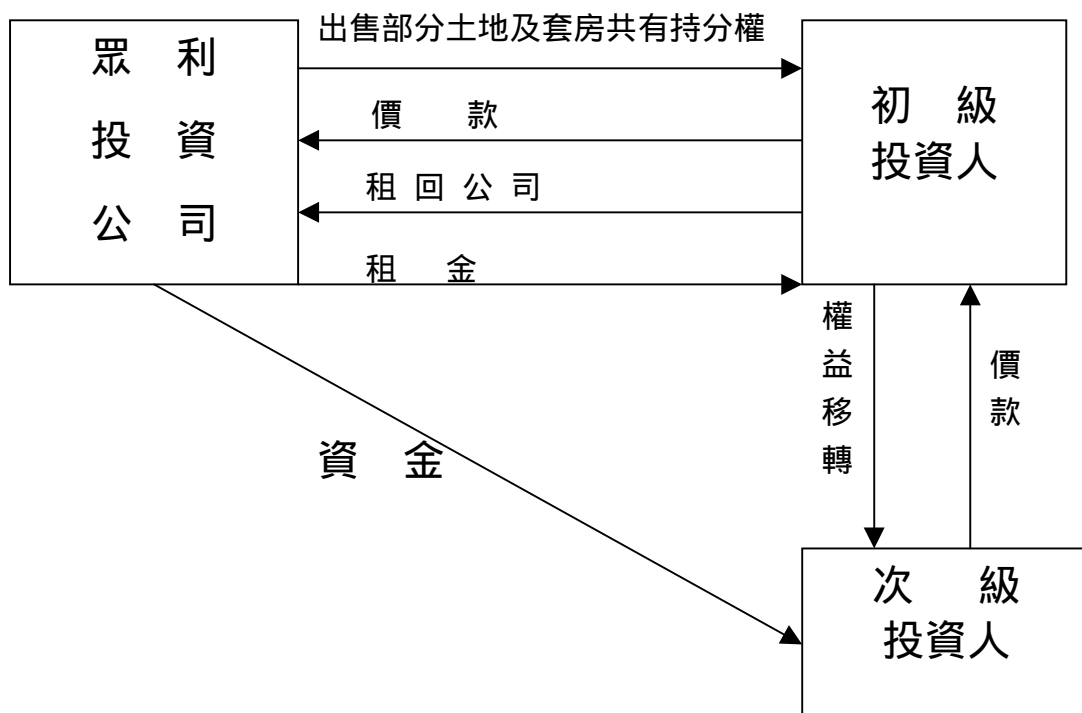 出售部分土地及套房共有持分權
眾 利
投 資
公 司
初 級
投資人
價 款
租 回 公 司
租 金
權益移轉
價款
資 金
次 級
投資人